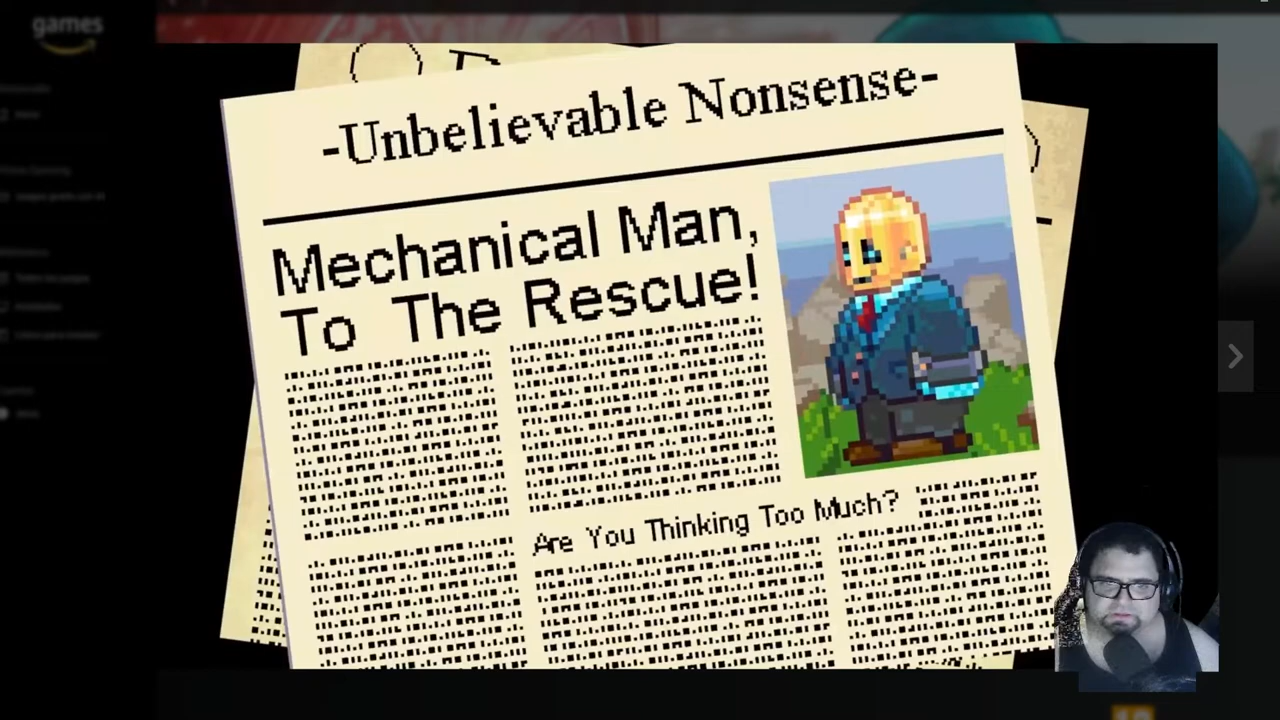 games
-Unbelievable Nonsense-
Mechanical Man,
To The Rescue!
Are You Thinking Too Much?